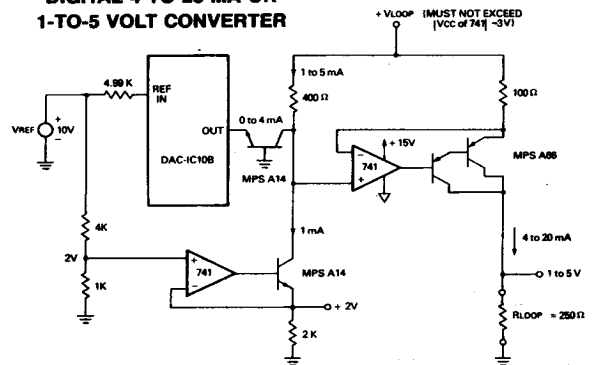 DIGITAL 4-TO-20 MA OR
1-TO-5 VOLT CONVERTER
+ VLOOP (MUST NOT EXCEED
|VCC of 741| -3V)
1 to 5 mA
400 Ω
100 Ω
4.99 K
REF
IN
OUT
DAC-IC10B
0 to 4 mA
MPS A14
VREF
+
10V
-
+ 15V
-
741
+
MPS A66
4K
1 mA
4 to 20 mA
2V
+
741
-
MPS A14
1 to 5 V
1K
+ 2V
2 K
RLOOP = 250 Ω